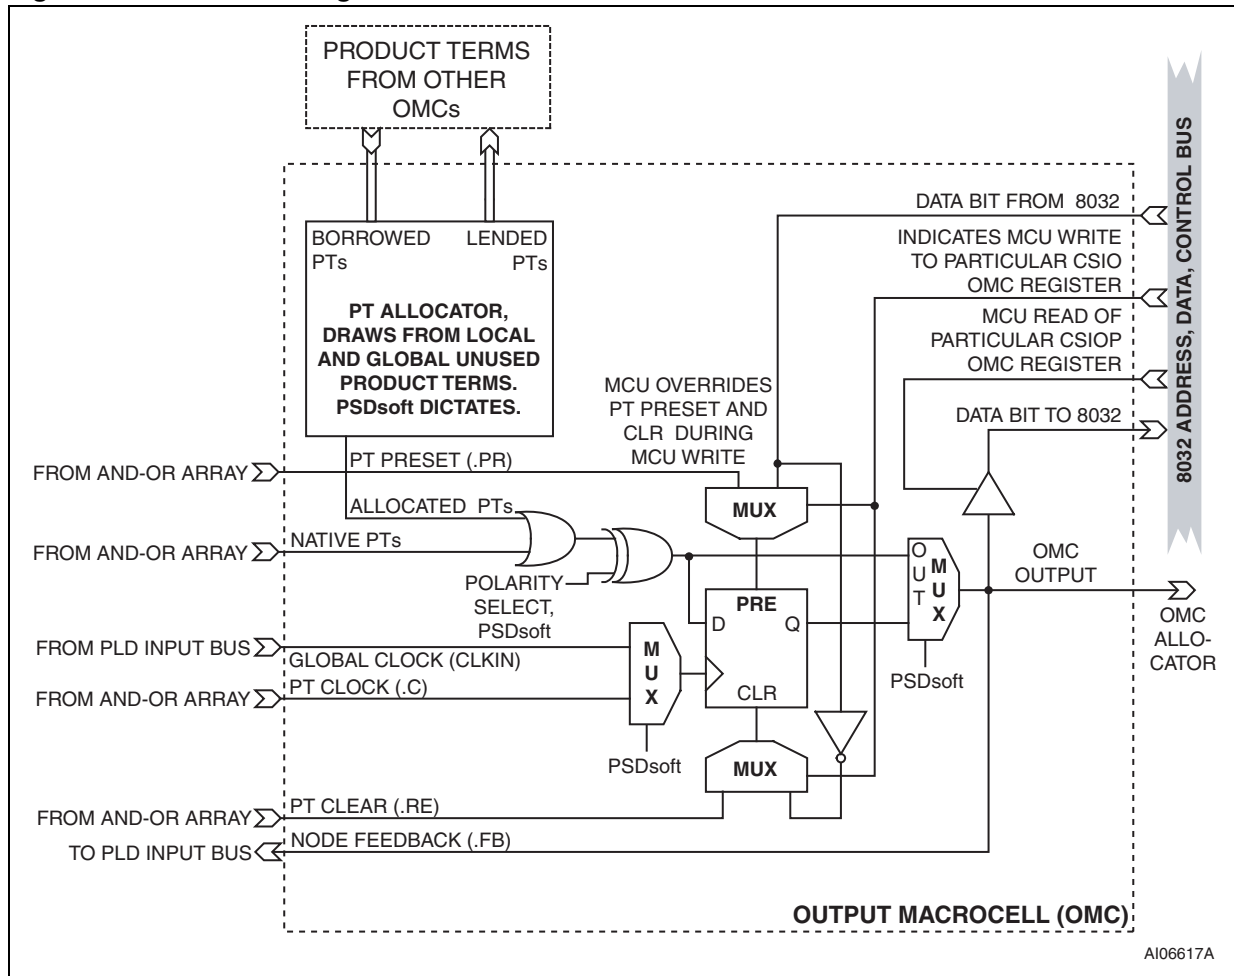 PRODUCT TERMS
FROM OTHER
OMCs
8032 ADDRESS, DATA, CONTROL BUS
DATA BIT FROM 8032
BORROWED
PTs
LENDED
PTs
INDICATES MCU WRITE
TO PARTICULAR CSIO
OMC REGISTER
PT ALLOCATOR,
DRAWS FROM LOCAL
AND GLOBAL UNUSED
PRODUCT TERMS.
PSDsoft DICTATES.
MCU READ OF
PARTICULAR CSIOP
OMC REGISTER
MCU OVERRIDES
PT PRESET AND
CLR DURING
MCU WRITE
DATA BIT TO 8032
FROM AND-OR ARRAY
PT PRESET (.PR)
MUX
ALLOCATED PTs
FROM AND-OR ARRAY
NATIVE PTs
POLARITY
SELECT,
PSDsoft
OUT
MUX
OMC
OUTPUT
PRE
D
Q
CLR
OMC
ALLO-
CATOR
FROM PLD INPUT BUS
GLOBAL CLOCK (CLKIN)
MUX
FROM AND-OR ARRAY
PT CLOCK (.C)
PSDsoft
PSDsoft
MUX
FROM AND-OR ARRAY
PT CLEAR (.RE)
TO PLD INPUT BUS
NODE FEEDBACK (.FB)
OUTPUT MACROCELL (OMC)
AI06617A